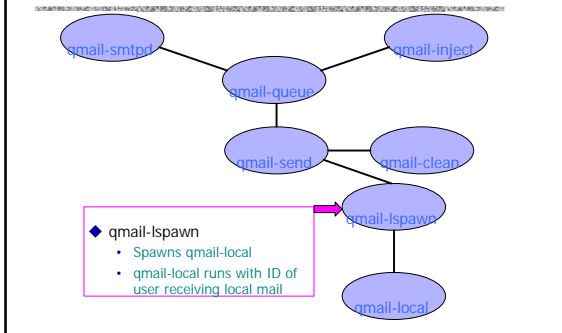 qmail-smtpd
qmail-inject
qmail-queue
qmail-send
qmail-clean
qmail-lspawn
◆ qmail-lspawn
• Spawns qmail-local
• qmail-local runs with ID of
user receiving local mail
qmail-local